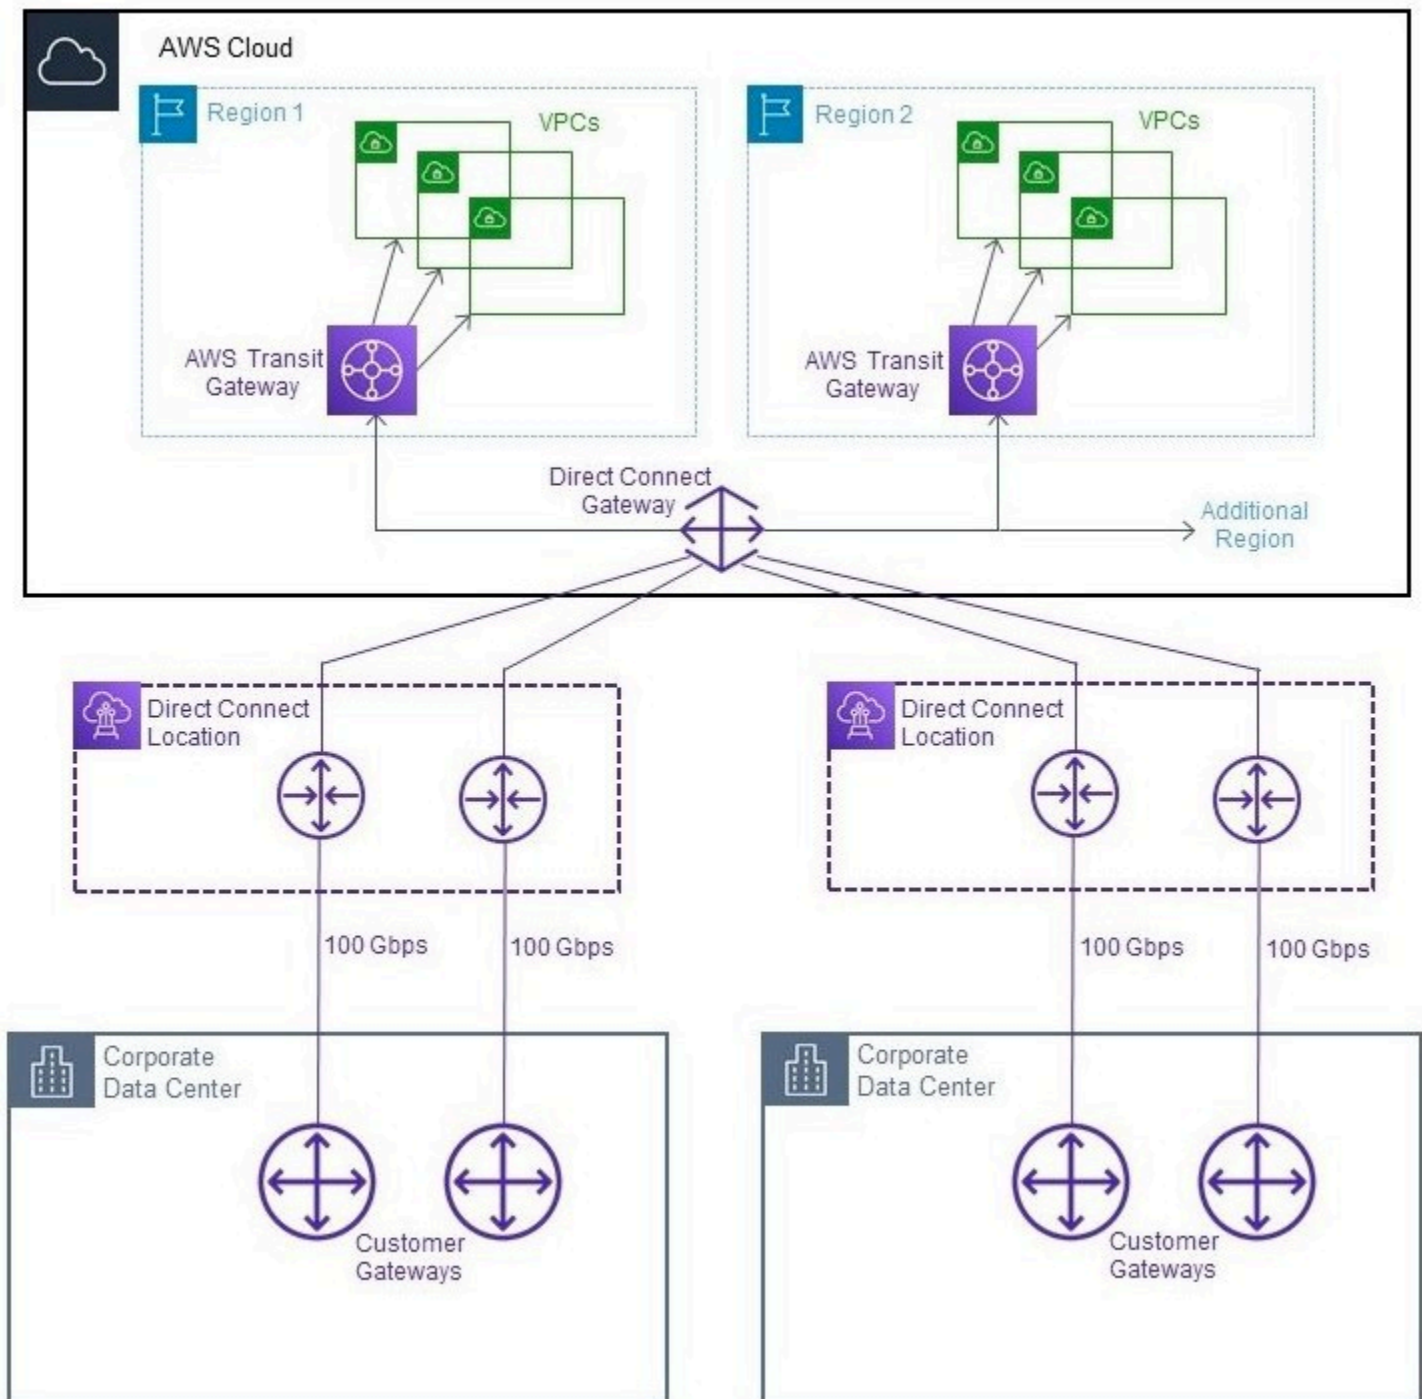 AWS Cloud
Region 1
VPCs
AWS Transit
Gateway
Region 2
VPCs
AWS Transit
Gateway
Direct Connect
Gateway
Additional
Region
Direct Connect
Location
Direct Connect
Location
100 Gbps
100 Gbps
100 Gbps
100 Gbps
Corporate
Data Center
Customer
Gateways
Corporate
Data Center
Customer
Gateways